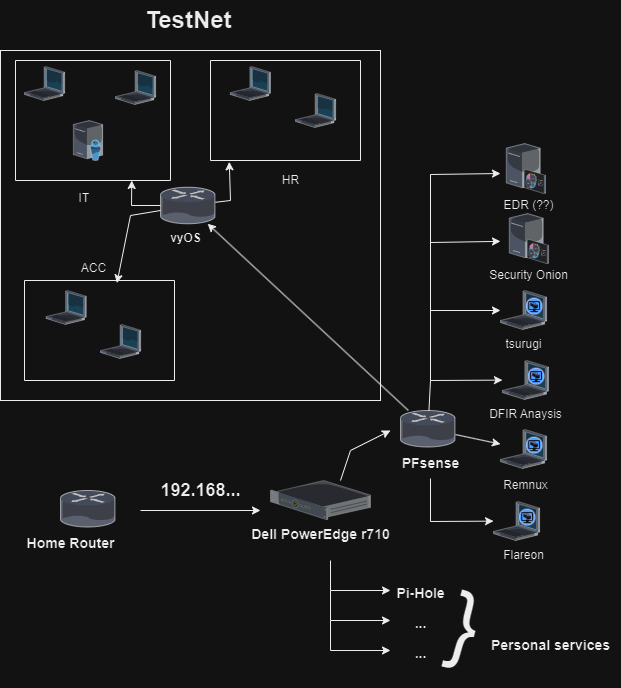 TestNet
IT
HR
vyOS
ACC
EDR (??)
Security Onion
tsurugi
DFIR Anaysis
PFsense
Remnux
192.168...
Home Router
Dell PowerEdge r710
Flareon
Pi-Hole
...
...
Personal services